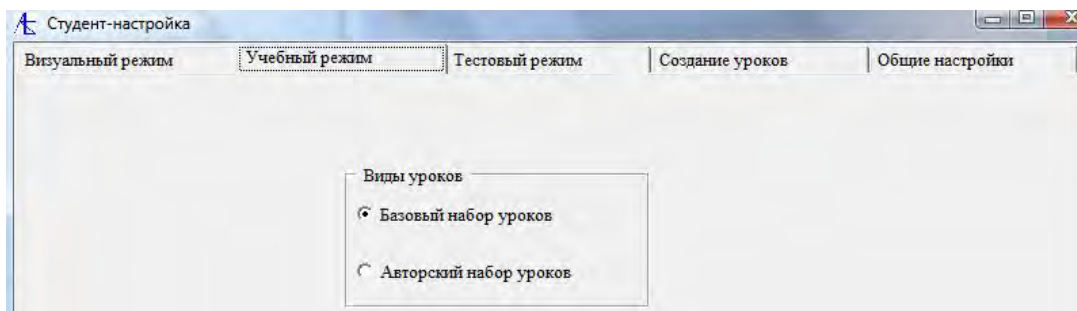 Студент-настройка
Визуальный режим Учебный режим Тестовый режим Создание уроков Общие настройки
Виды уроков
Базовый набор уроков
Авторский набор уроков